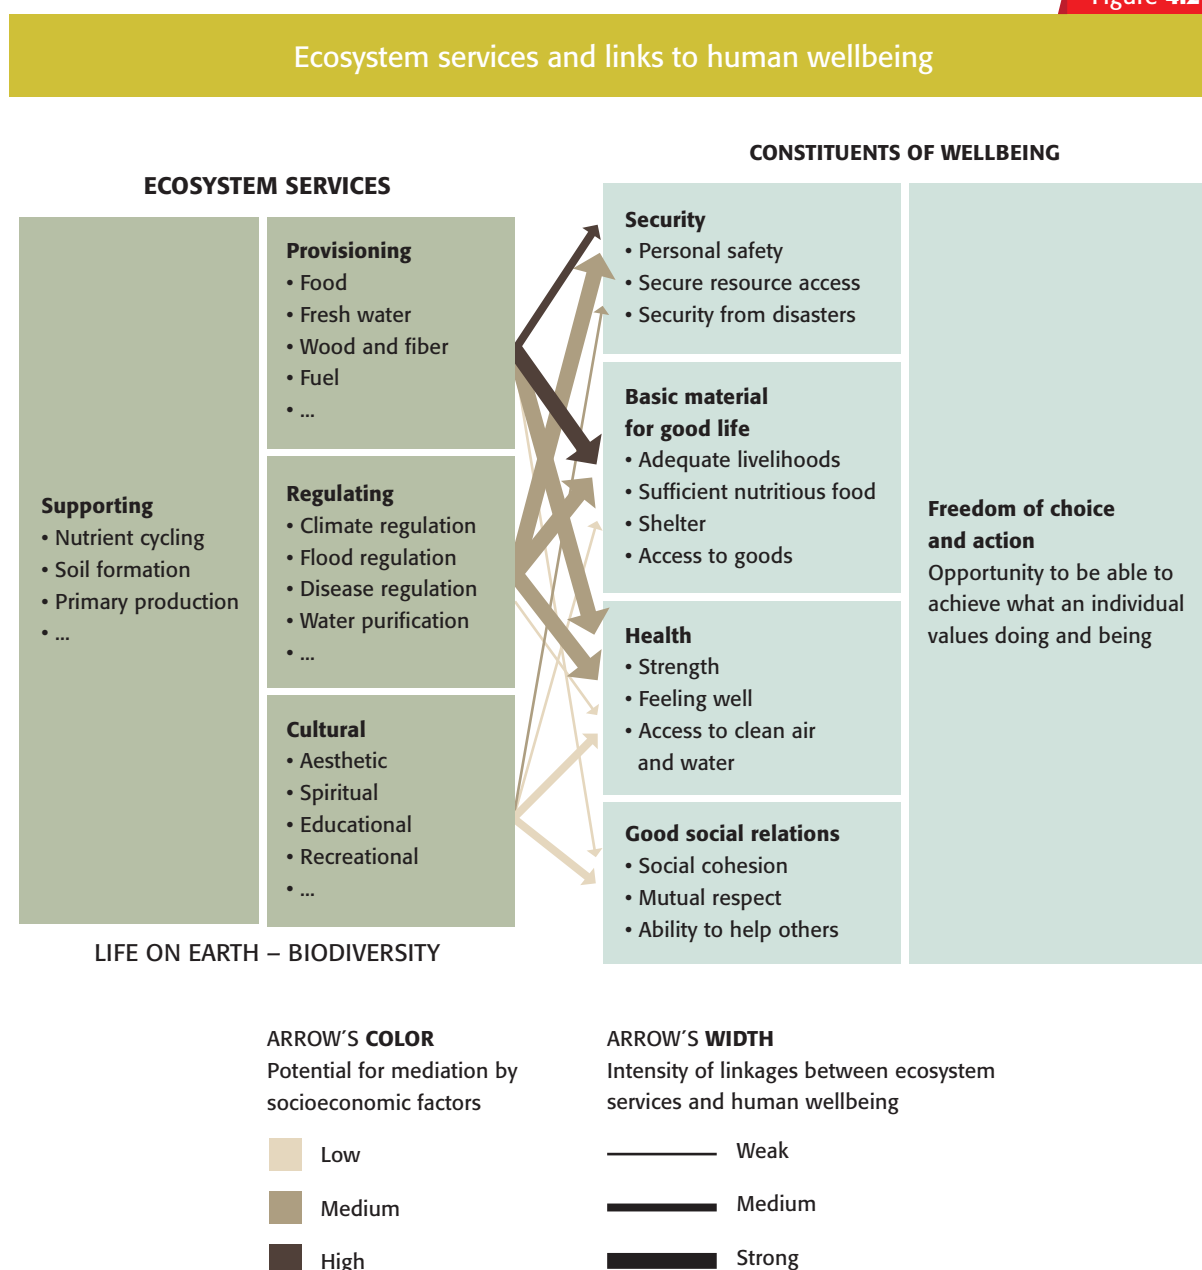 Figure 4.2
Ecosystem services and links to human wellbeing
CONSTITUENTS OF WELLBEING
ECOSYSTEM SERVICES
Supporting
• Nutrient cycling
• Soil formation
• Primary production
• ...
Provisioning
• Food
• Fresh water
• Wood and fiber
• Fuel
• ...
Regulating
• Climate regulation
• Flood regulation
• Disease regulation
• Water purification
• ...
Cultural
• Aesthetic
• Spiritual
• Educational
• Recreational
• ...
LIFE ON EARTH – BIODIVERSITY
Security
• Personal safety
• Secure resource access
• Security from disasters
Basic material
for good life
• Adequate livelihoods
• Sufficient nutritious food
• Shelter
• Access to goods
Health
• Strength
• Feeling well
• Access to clean air
and water
Good social relations
• Social cohesion
• Mutual respect
• Ability to help others
Freedom of choice
and action
Opportunity to be able to
achieve what an individual
values doing and being
ARROW´S COLOR
Potential for mediation by
socioeconomic factors
Low
Medium
High
ARROW´S WIDTH
Intensity of linkages between ecosystem
services and human wellbeing
Weak
Medium
Strong